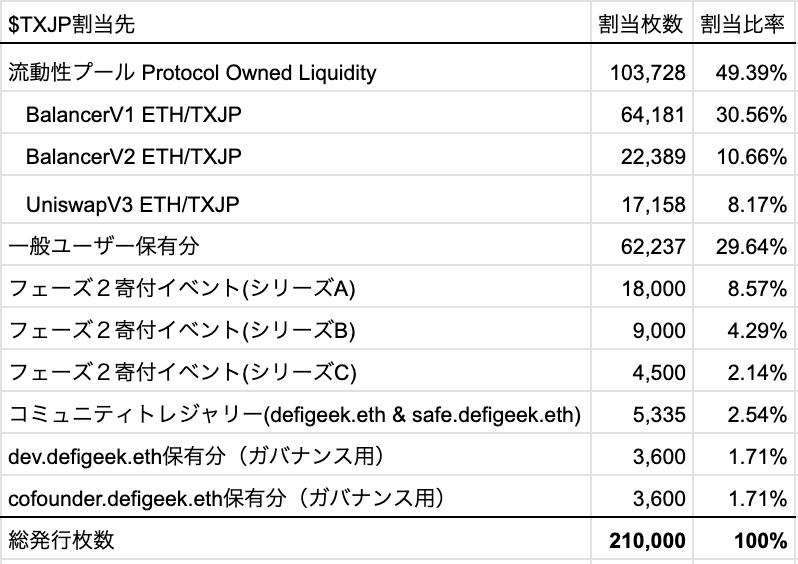 $TXJP割当先 割当枚数 割当比率
流動性プール Protocol Owned Liquidity 103,728 49.39%
BalancerV1 ETH/TXJP 64,181 30.56%
BalancerV2 ETH/TXJP 22,389 10.66%
UniswapV3 ETH/TXJP 17,158 8.17%
一般ユーザー保有分 62,237 29.64%
フェーズ２寄付イベント(シリーズA) 18,000 8.57%
フェーズ２寄付イベント(シリーズB) 9,000 4.29%
フェーズ２寄付イベント(シリーズC) 4,500 2.14%
コミュニティトレジャリー(defigeek.eth & safe.defigeek.eth) 5,335 2.54%
dev.defigeek.eth保有分（ガバナンス用） 3,600 1.71%
cofounder.defigeek.eth保有分（ガバナンス用） 3,600 1.71%
総発行枚数 210,000 100%